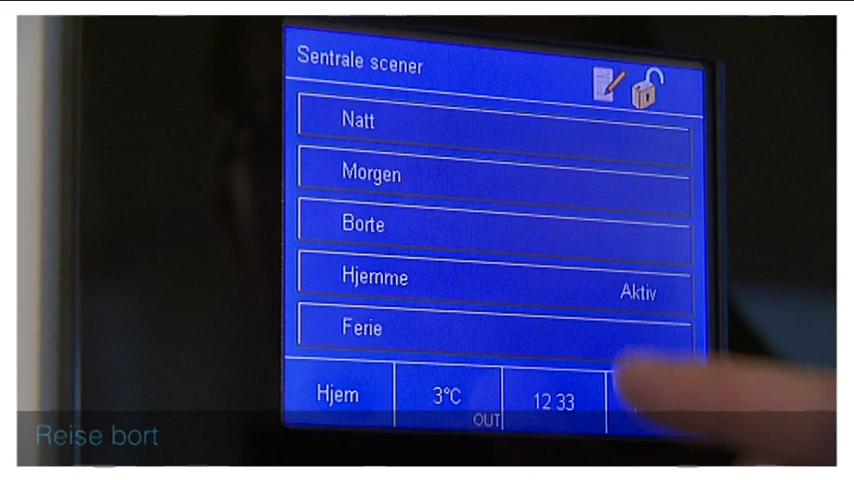 Sentrale scener
Natt
Morgen
Borte
Hjemme Aktiv
Ferie
Hjem 3°C OUT 12 33
Reise bort